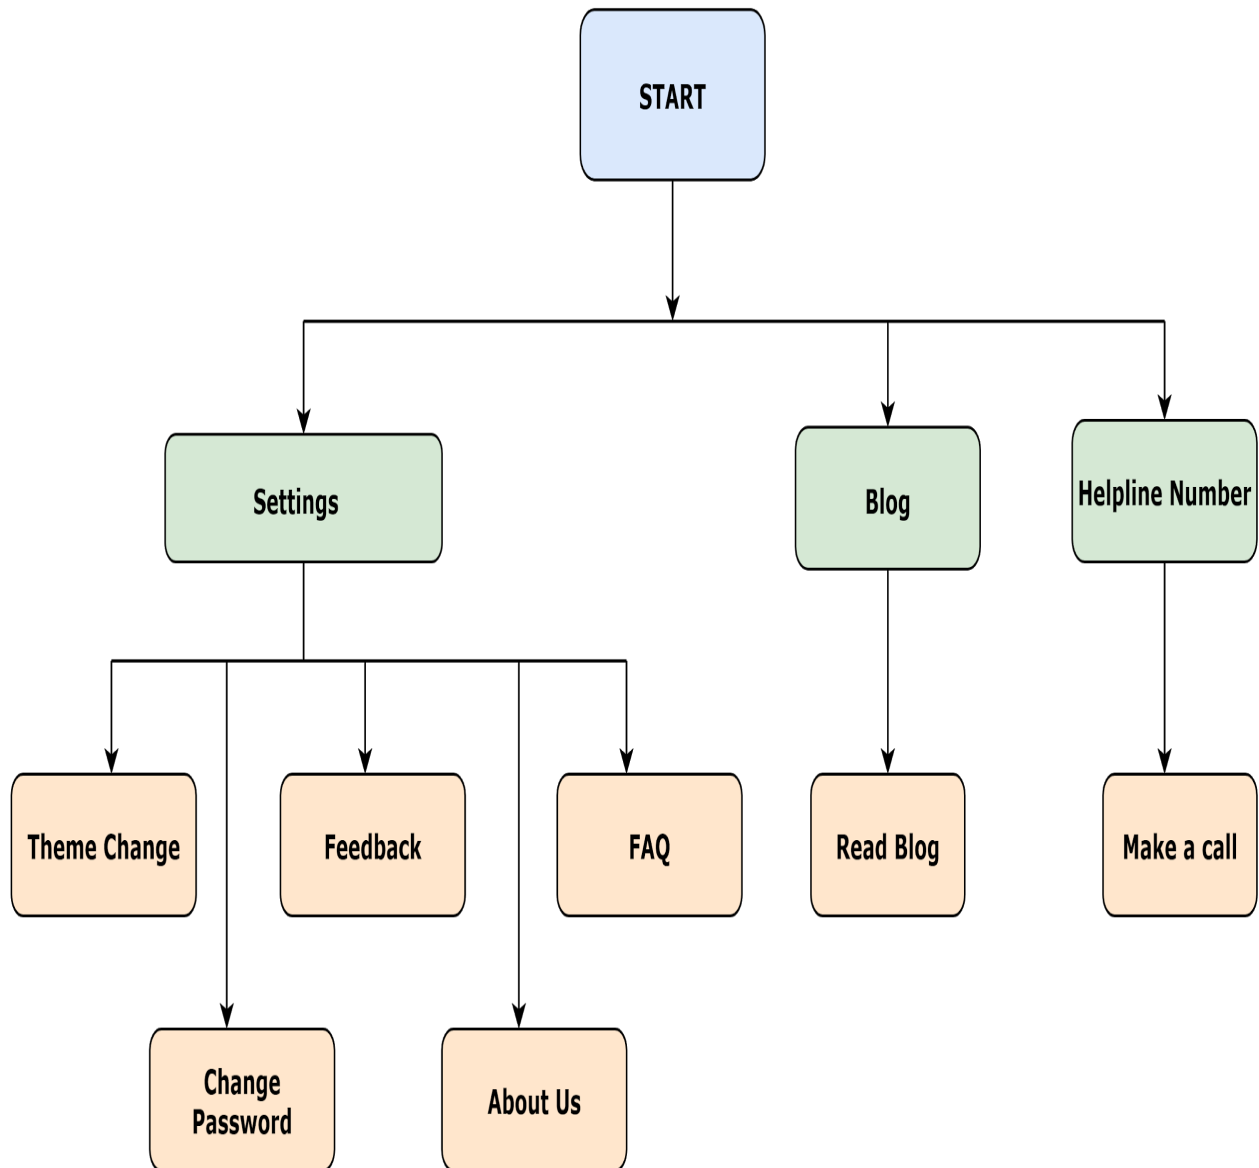 START
Settings
Blog
Helpline Number
Theme Change
Feedback
FAQ
Read Blog
Make a call
Change
Password
About Us